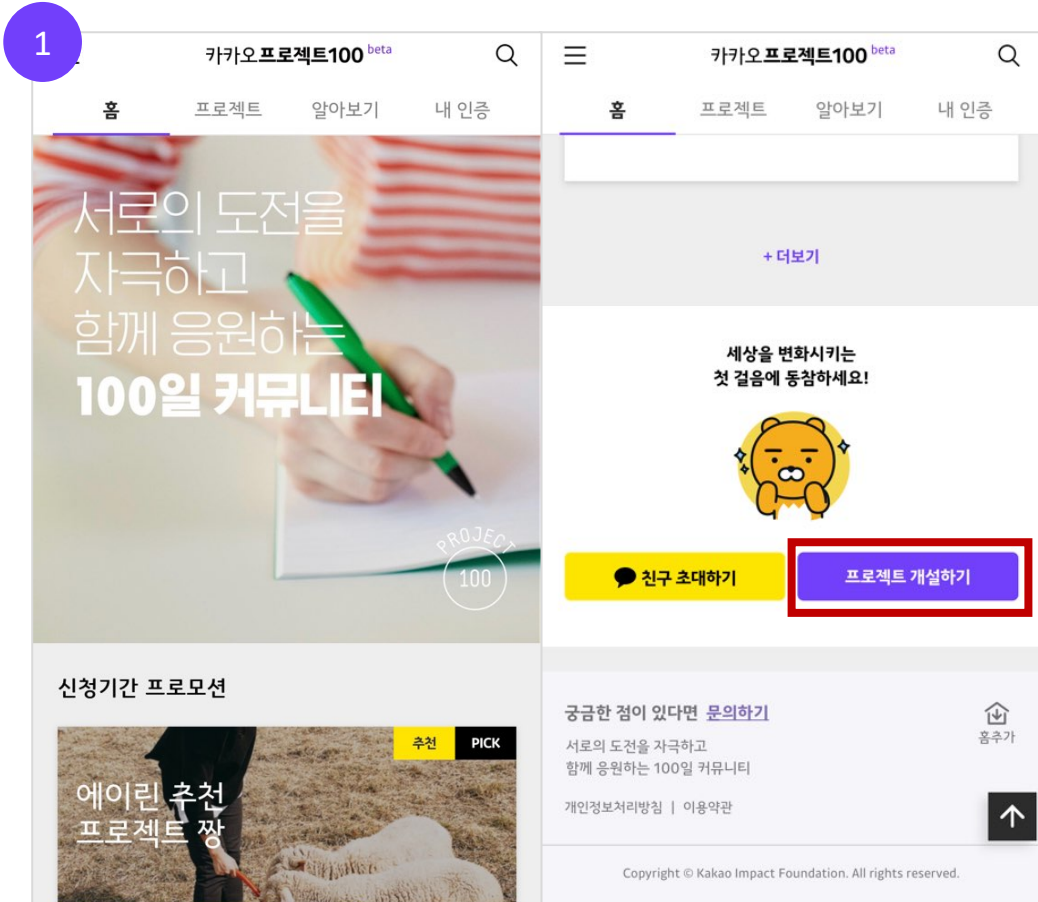 1
카카오프로젝트100 beta
홈 프로젝트 알아보기 내 인증
서로의 도전을
자극하고
함께 응원하는
100일 커뮤니티
PROJECT
100
신청기간 프로모션
추천 PICK
에이린 추천
프로젝트 짱
카카오프로젝트100 beta
홈 프로젝트 알아보기 내 인증
+ 더보기
세상을 변화시키는
첫 걸음에 동참하세요!
친구 초대하기 프로젝트 개설하기
궁금한 점이 있다면 문의하기
홈추가
서로의 도전을 자극하고
함께 응원하는 100일 커뮤니티
개인정보처리방침 | 이용약관
Copyright © Kakao Impact Foundation. All rights reserved.